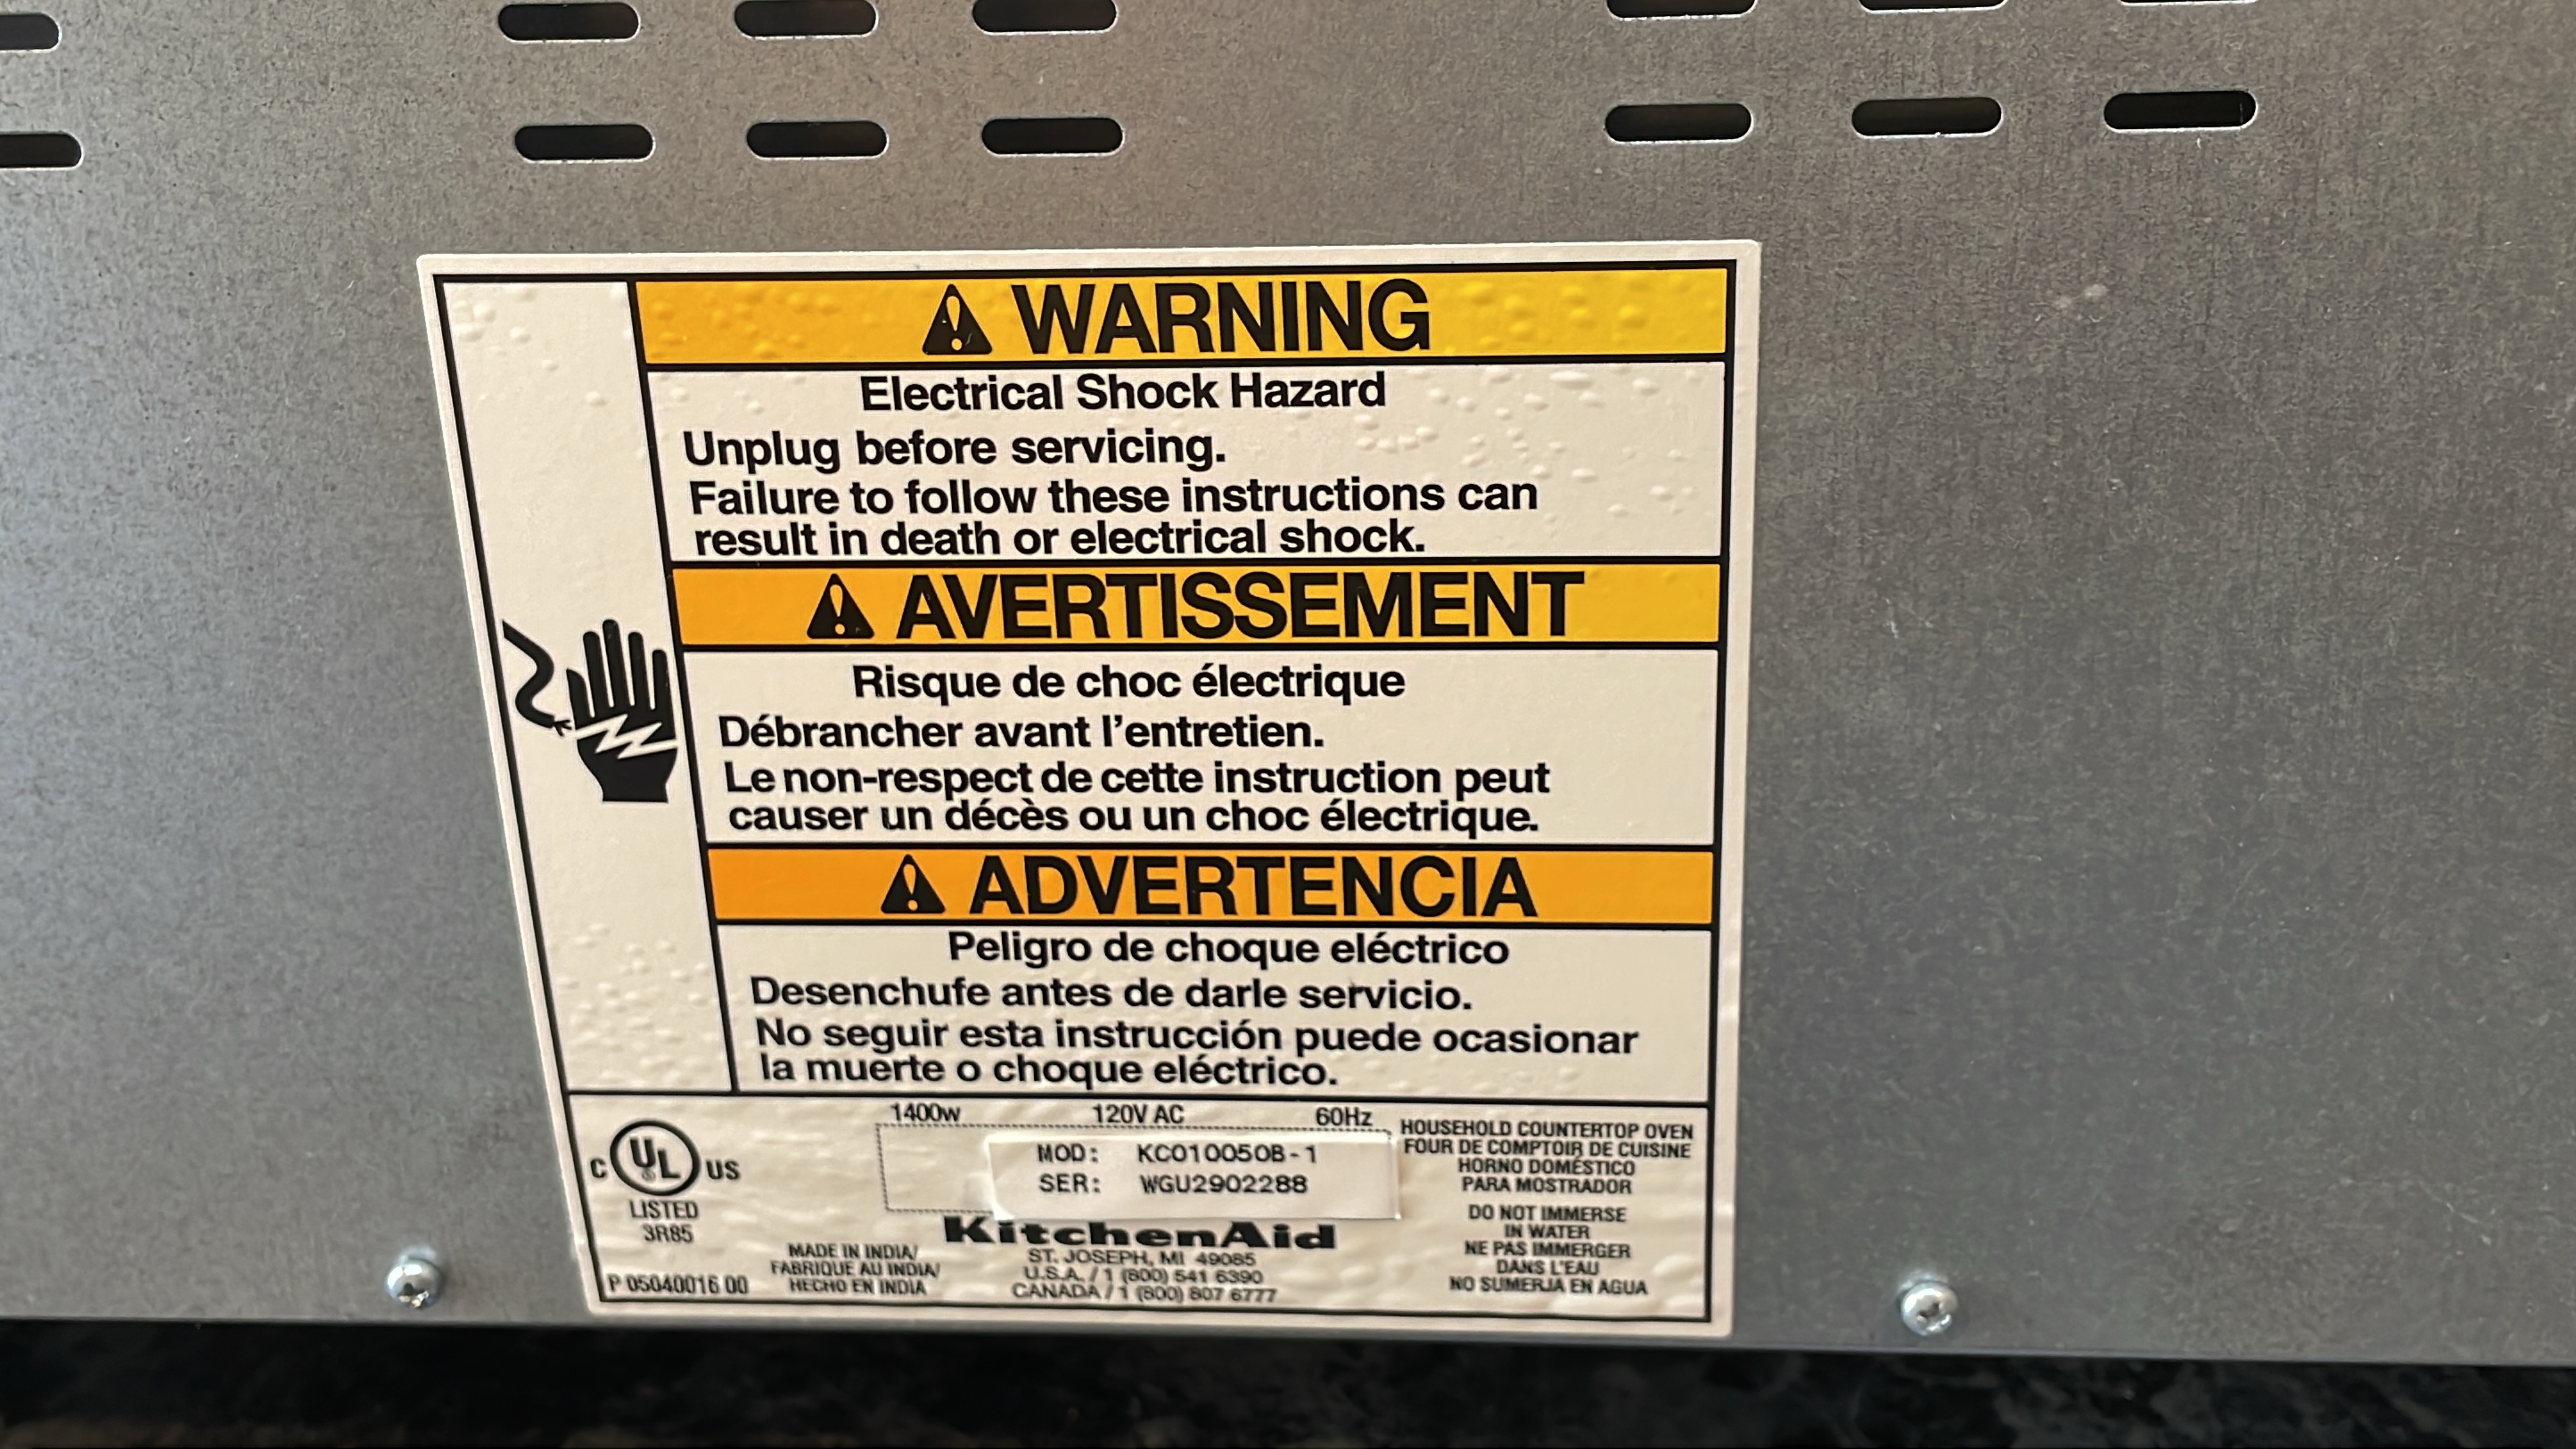 WARNING
Electrical Shock Hazard
Unplug before servicing.
Failure to follow these instructions can
result in death or electrical shock.
AVERTISSEMENT
Risque de choc électrique
Débrancher avant l'entretien.
Le non-respect de cette instruction peut
causer un décès ou un choc électrique.
ADVERTENCIA
Peligro de choque eléctrico
Desenchufe antes de darle servicio.
No seguir esta instrucción puede ocasionar
la muerte o choque eléctrico.
1400w 120V AC 60Hz
MOD: KCO1005OB-1
SER: WGU2902288
C UL US
LISTED
3R85
P 05040016 00
MADE IN INDIA/
FABRIQUE AU INDIA/
HECHO EN INDIA
KitchenAid
ST. JOSEPH, MI 49085
U.S.A. / 1 (800) 541 6390
CANADA / 1 (800) 807 6777
HOUSEHOLD COUNTERTOP OVEN
FOUR DE COMPTOIR DE CUISINE
HORNO DOMÉSTICO
PARA MOSTRADOR
DO NOT IMMERSE
IN WATER
NE PAS IMMERGER
DANS L'EAU
NO SUMERJA EN AGUA